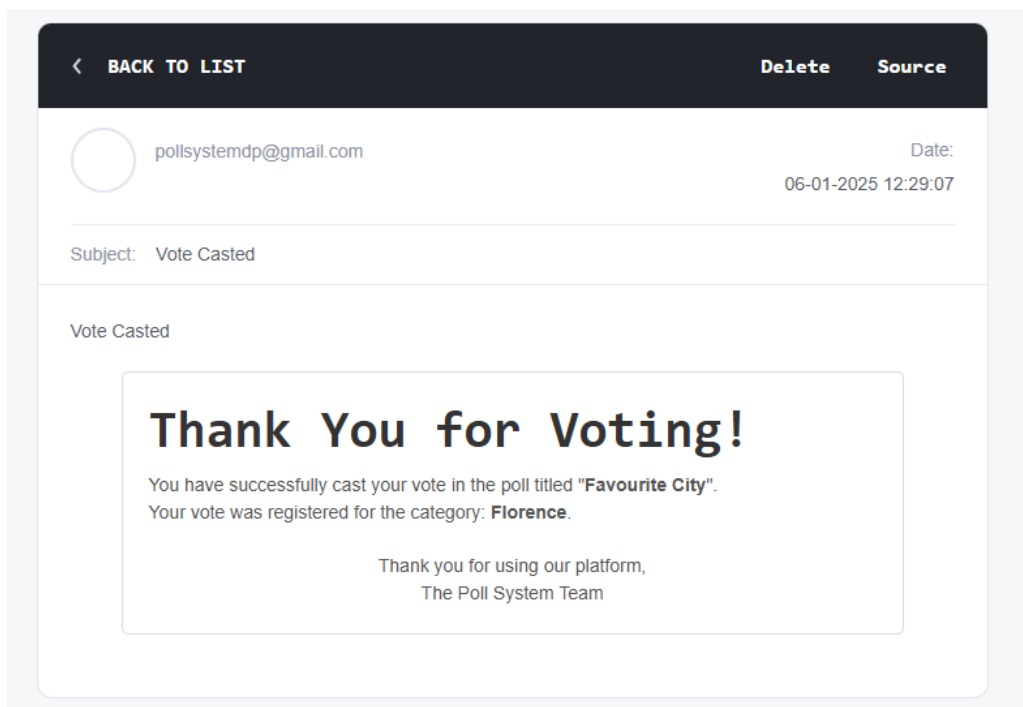 BACK TO LIST
Delete
Source
pollsystemdp@gmail.com
Date:
06-01-2025 12:29:07
Subject: Vote Casted
Vote Casted
Thank You for Voting!
You have successfully cast your vote in the poll titled "Favourite City".
Your vote was registered for the category: Florence.
Thank you for using our platform,
The Poll System Team